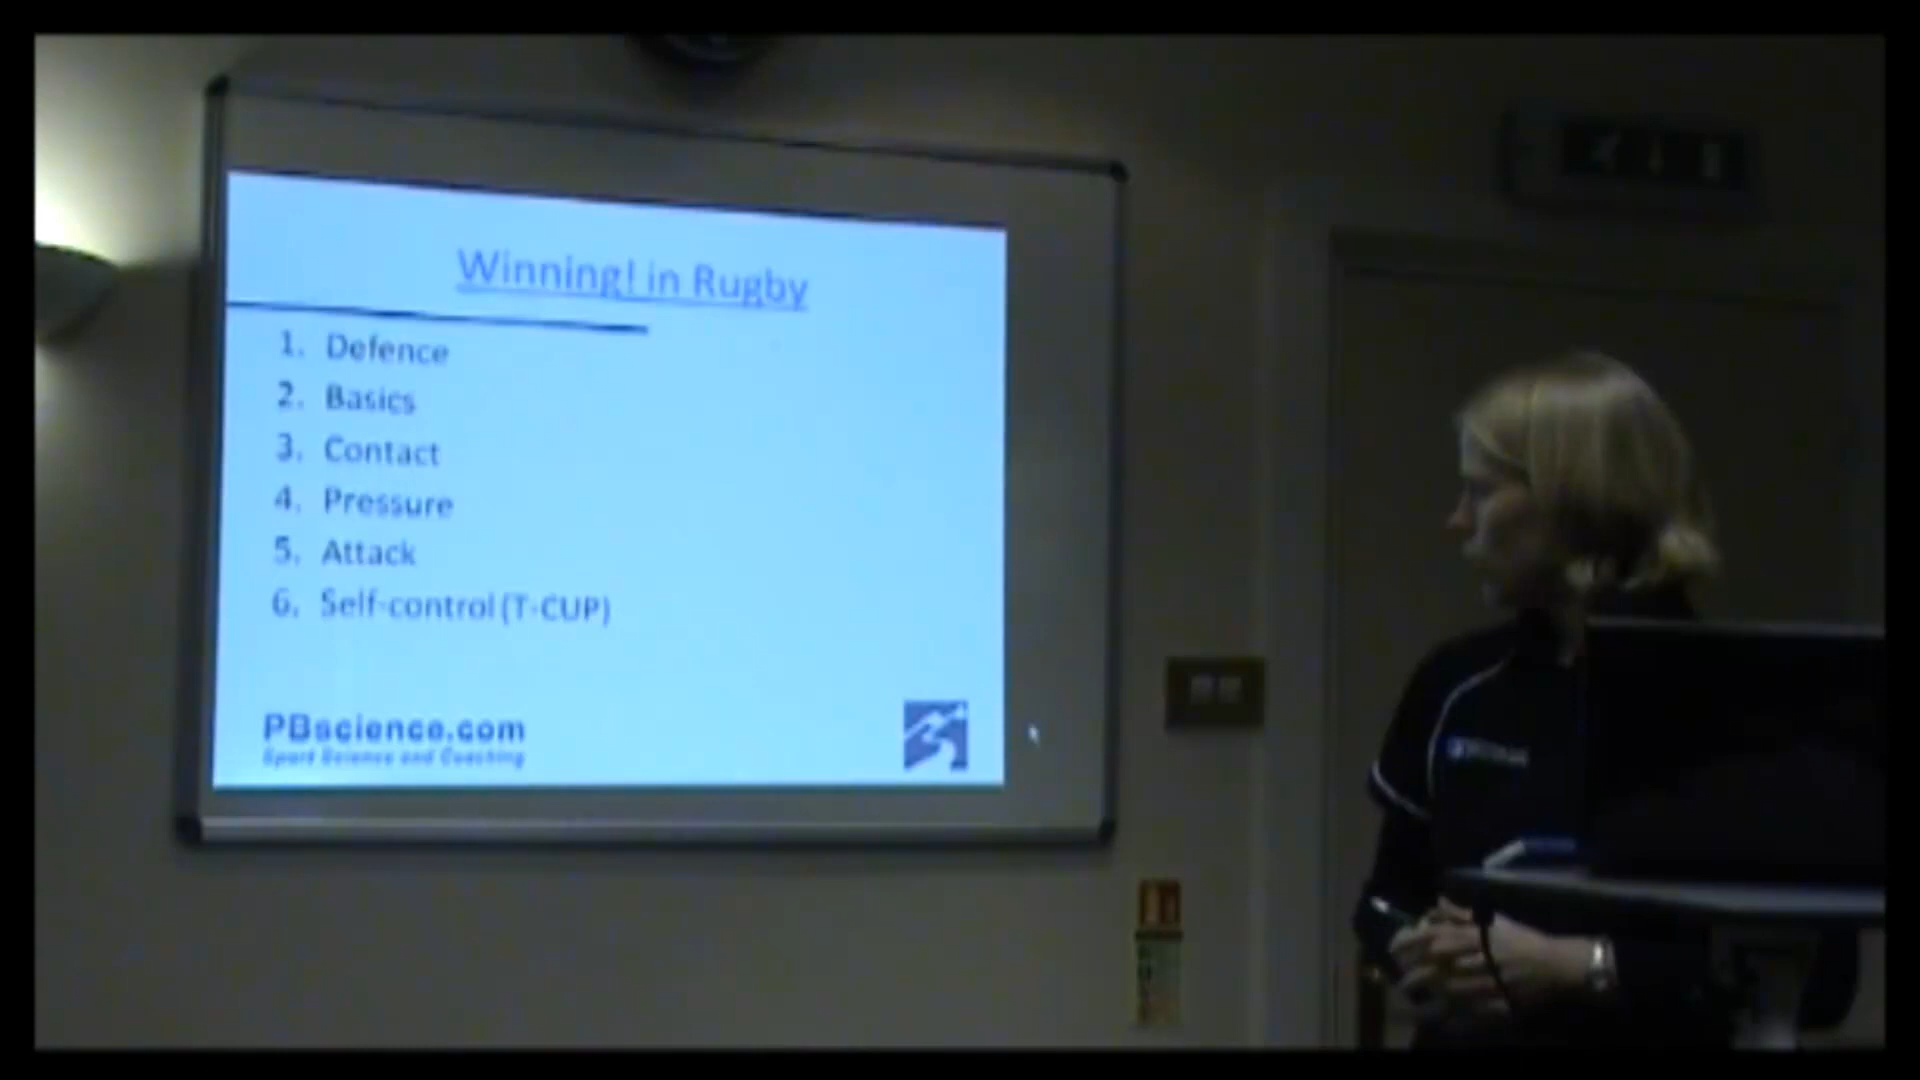 Winning! in Rugby
1. Defence
2. Basics
3. Contact
4. Pressure
5. Attack
6. Self-control (T-CUP)
PBscience.com
Sport Science and Coaching